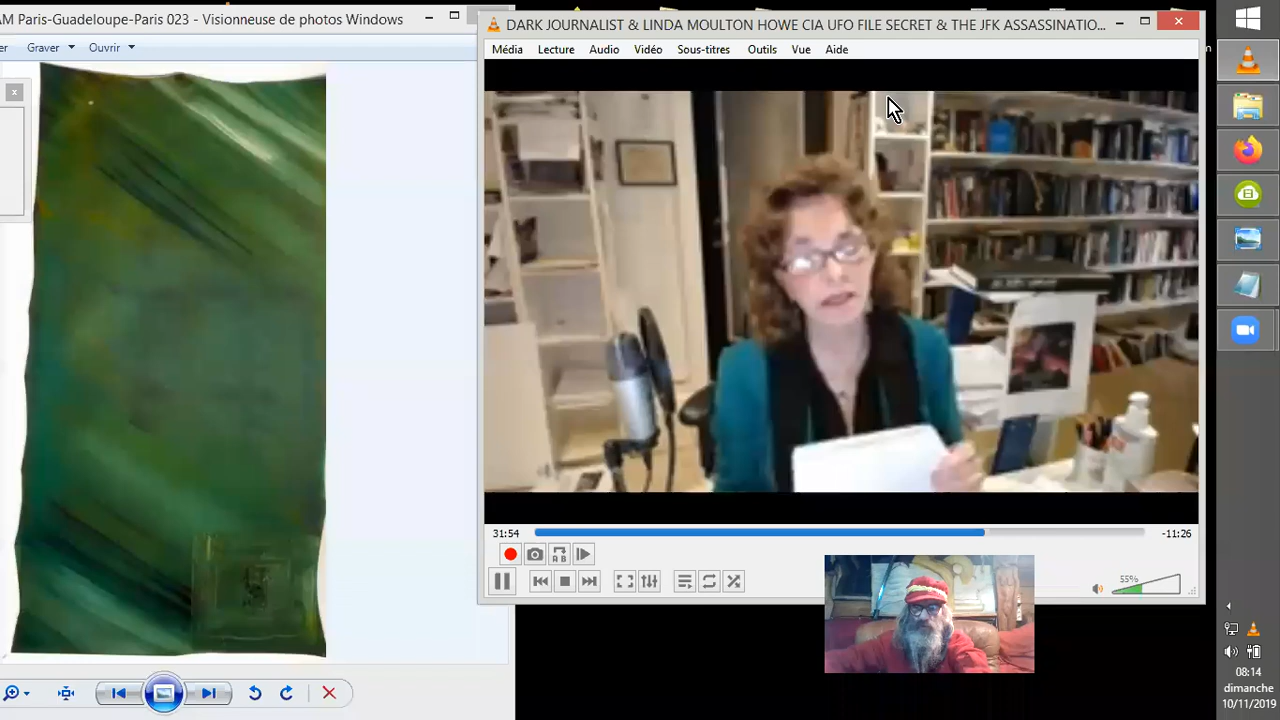 AM Paris-Guadeloupe-Paris 023 - Visionneuse de photos Windows
Graver
Ouvrir
DARK JOURNALIST & LINDA MOULTON HOWE CIA UFO FILE SECRET & THE JFK ASSASSINATIO...
Média Lecture Audio Vidéo Sous-titres Outils Vue Aide
31:54
-11:26
55%
08:14
dimanche
10/11/2019